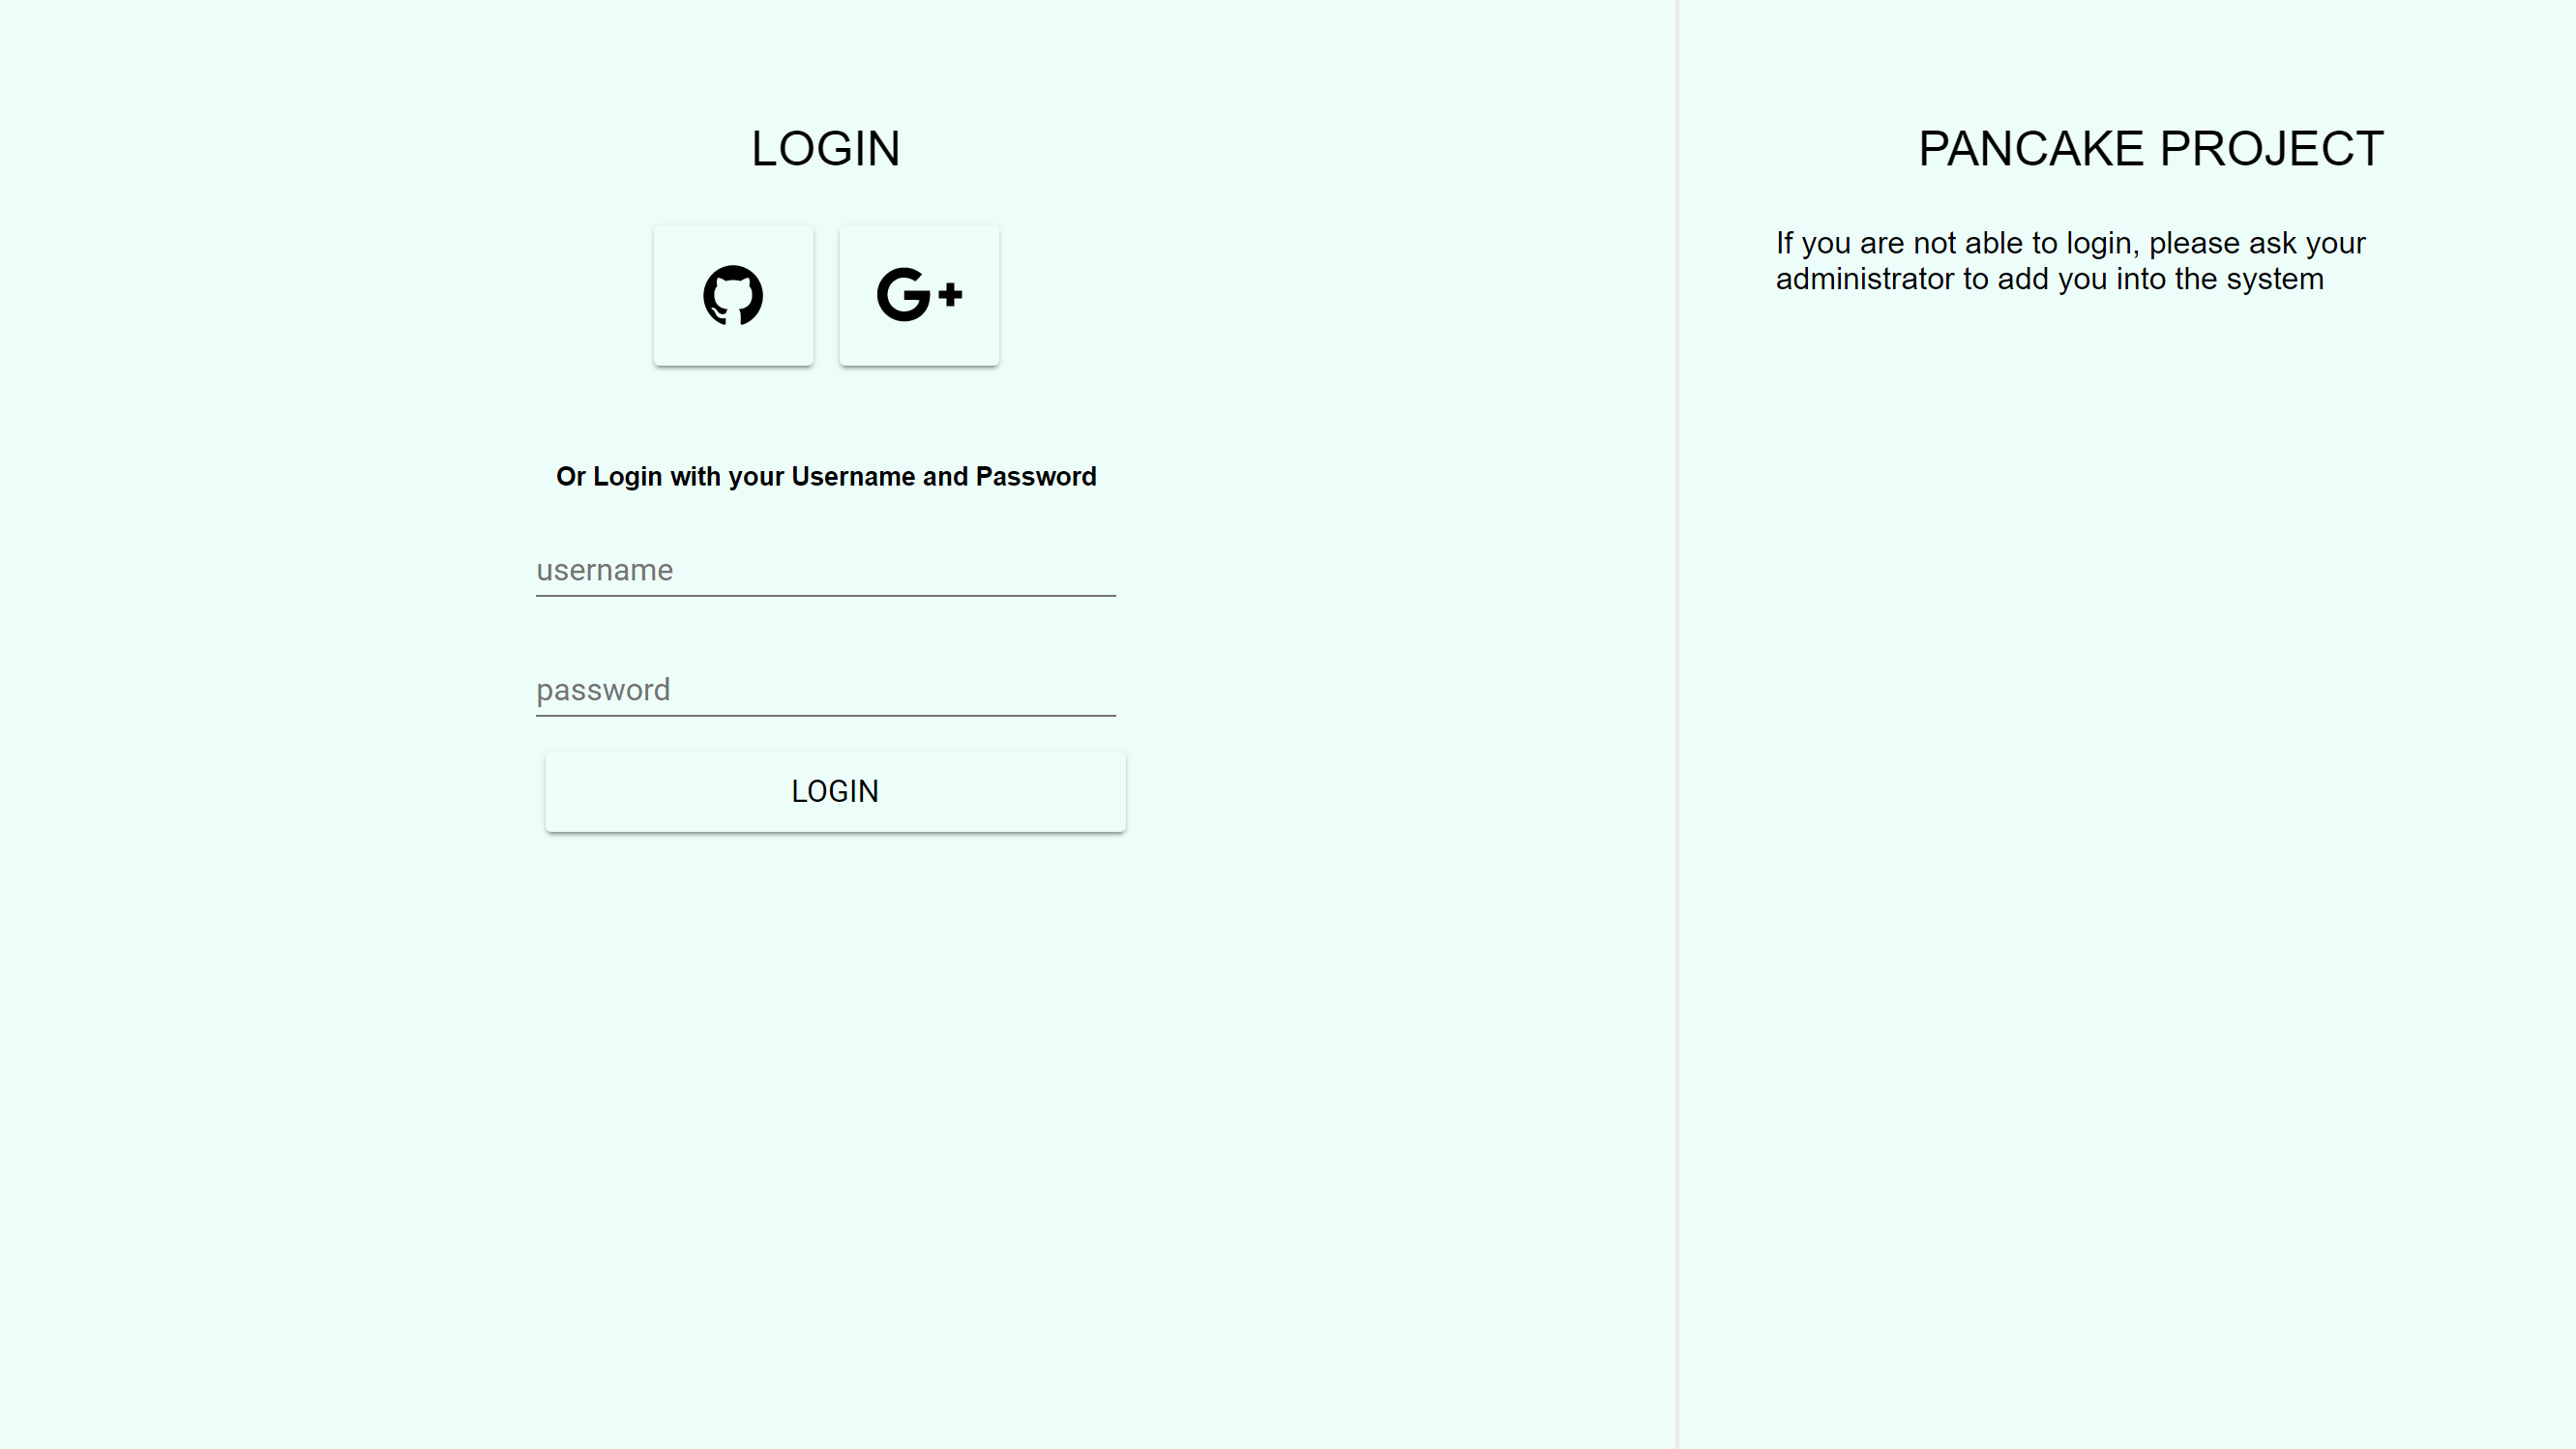 LOGIN
G+
Or Login with your Username and Password
username
password
LOGIN
PANCAKE PROJECT
If you are not able to login, please ask your
administrator to add you into the system